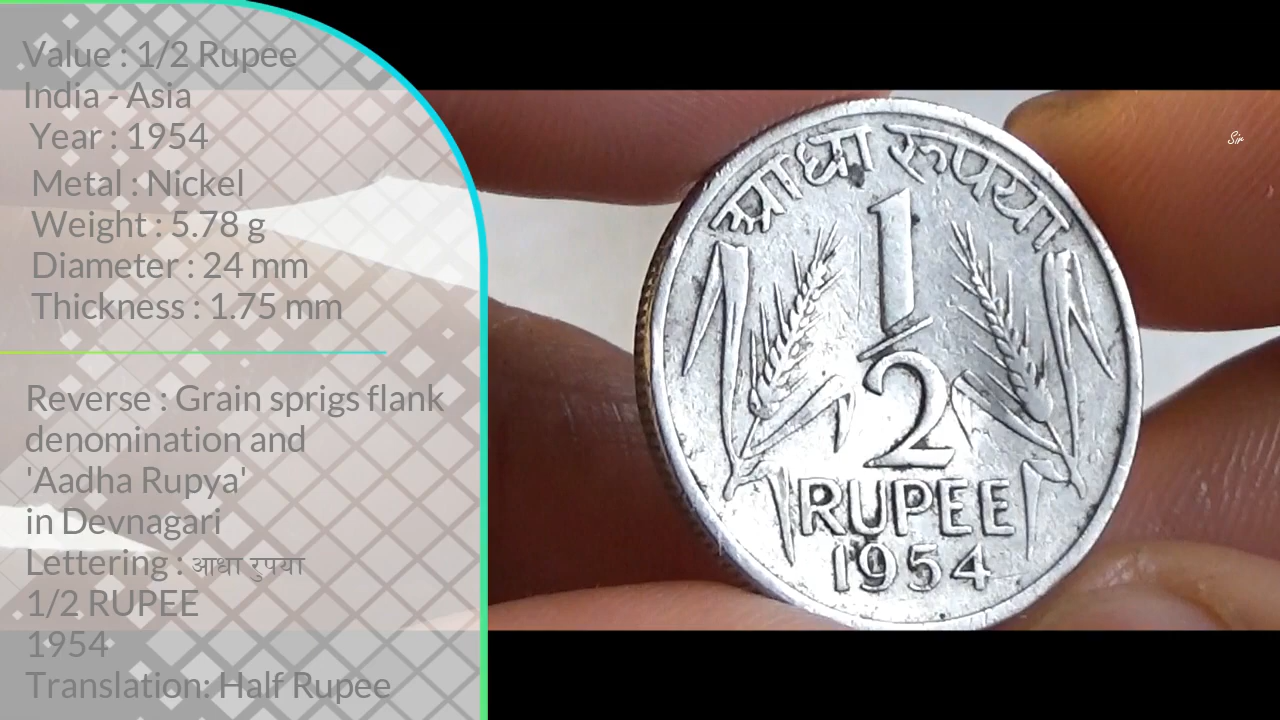 Value : 1/2 Rupee
India - Asia
Year : 1954
Metal : Nickel
Weight : 5.78 g
Diameter : 24 mm
Thickness : 1.75 mm
Reverse : Grain sprigs flank
denomination and
'Aadha Rupya'
in Devnagari
Lettering : आधा रुपया
1/2 RUPEE
1954
Translation: Half Rupee
आधा रूपया
1
2
RUPEE
1954
Sir